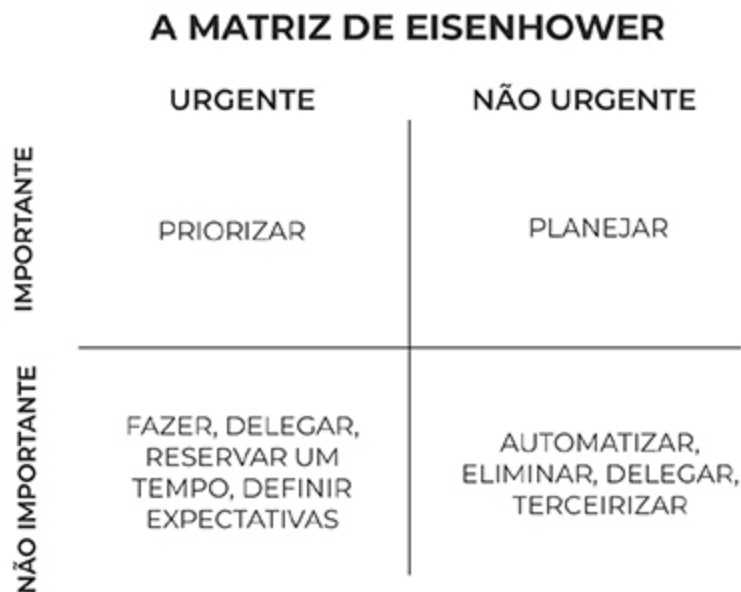 A MATRIZ DE EISENHOWER
URGENTE
NÃO URGENTE
IMPORTANTE
PRIORIZAR
PLANEJAR
NÃO IMPORTANTE
FAZER, DELEGAR,
RESERVAR UM
TEMPO, DEFINIR
EXPECTATIVAS
AUTOMATIZAR,
ELIMINAR, DELEGAR,
TERCEIRIZAR